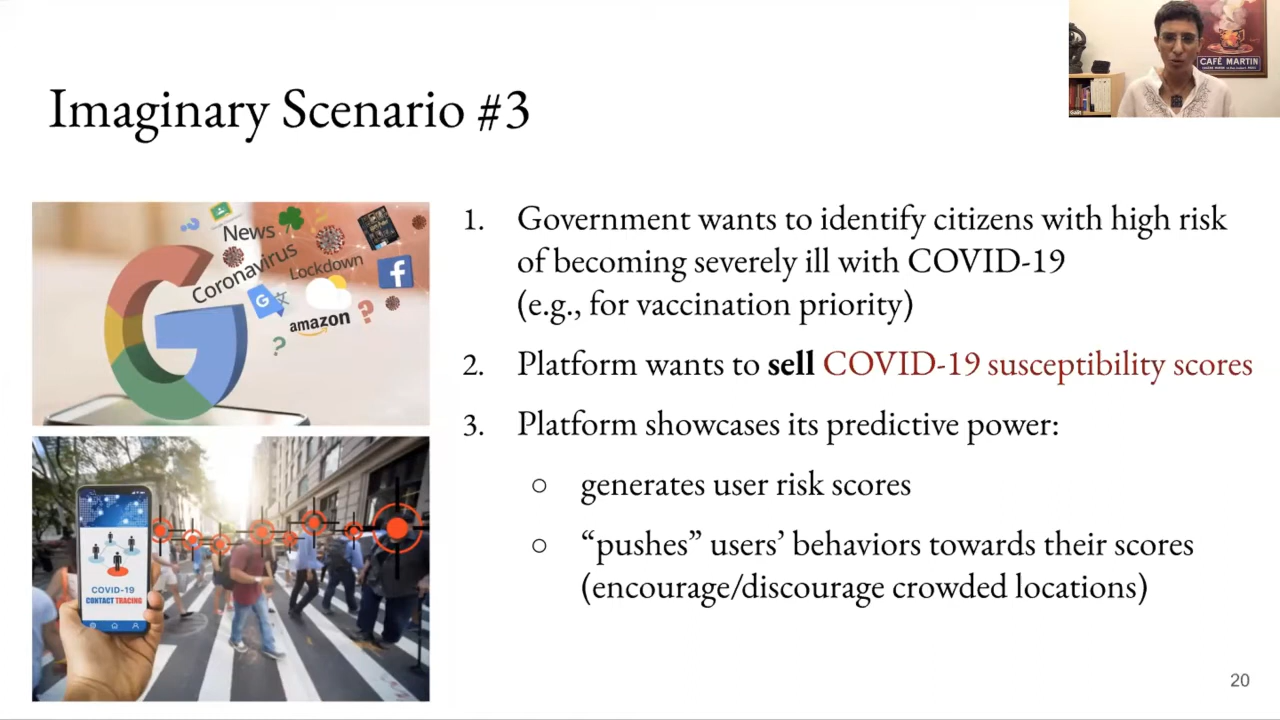 Imaginary Scenario #3
CAFÉ MARTIN
News
Coronavirus
Lockdown
f
amazon
?
?
COVID-19
CONTACT TRACING
1. Government wants to identify citizens with high risk
of becoming severely ill with COVID-19
(e.g., for vaccination priority)
2. Platform wants to sell COVID-19 susceptibility scores
3. Platform showcases its predictive power:
○ generates user risk scores
○ “pushes” users’ behaviors towards their scores
(encourage/discourage crowded locations)
20